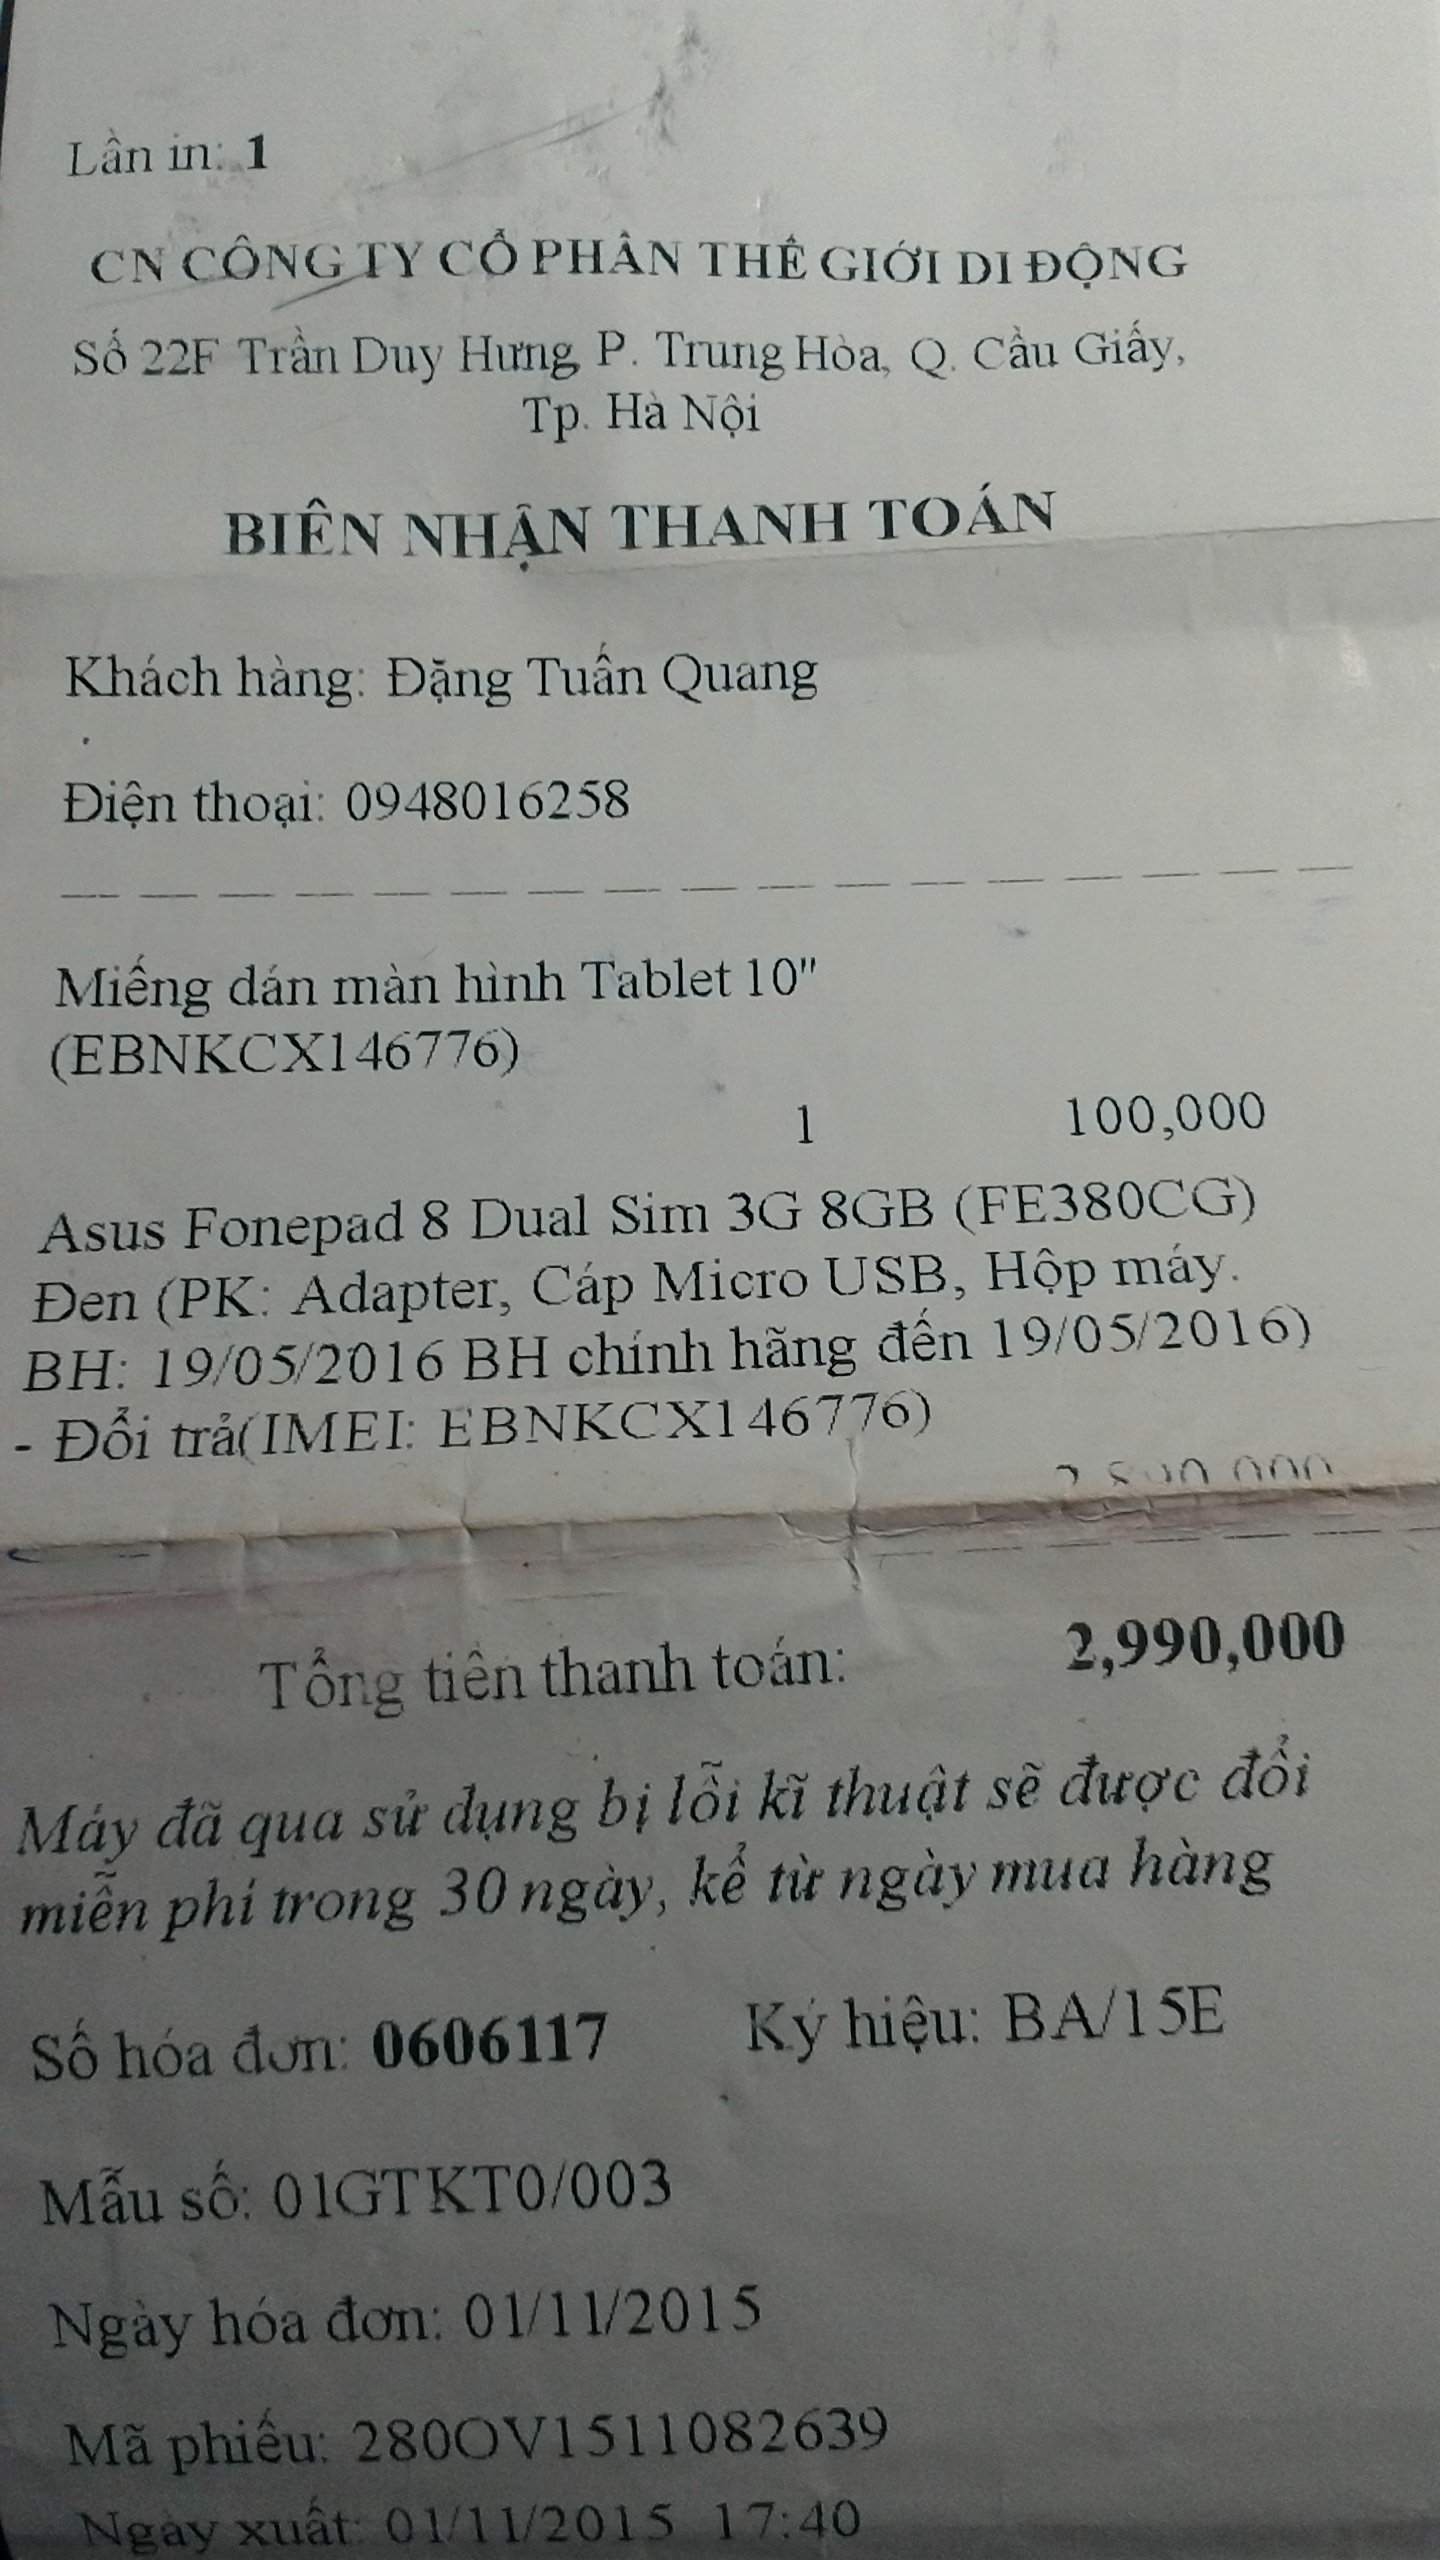 Lần in: 1
CN CÔNG TY CỔ PHẦN THẾ GIỚI DI ĐỘNG
Số 22F Trần Duy Hưng, P. Trung Hòa, Q. Cầu Giấy,
Tp. Hà Nội
BIÊN NHẬN THANH TOÁN
Khách hàng: Đặng Tuấn Quang
Điện thoại: 0948016258
Miếng dán màn hình Tablet 10"
(EBNKCX146776)
1 100,000
Asus Fonepad 8 Dual Sim 3G 8GB (FE380CG)
Đen (PK: Adapter, Cáp Micro USB, Hộp máy.
BH: 19/05/2016 BH chính hãng đến 19/05/2016)
- Đổi trả(IMEI: EBNKCX146776)
Tổng tiền thanh toán: 2,990,000
Máy đã qua sử dụng bị lỗi kĩ thuật sẽ được đổi
miễn phí trong 30 ngày, kể từ ngày mua hàng
Số hóa đơn: 0606117 Ký hiệu: BA/15E
Mẫu số: 01GTKT0/003
Ngày hóa đơn: 01/11/2015
Mã phiếu: 280OV1511082639
Ngày xuất: 01/11/2015 17:40